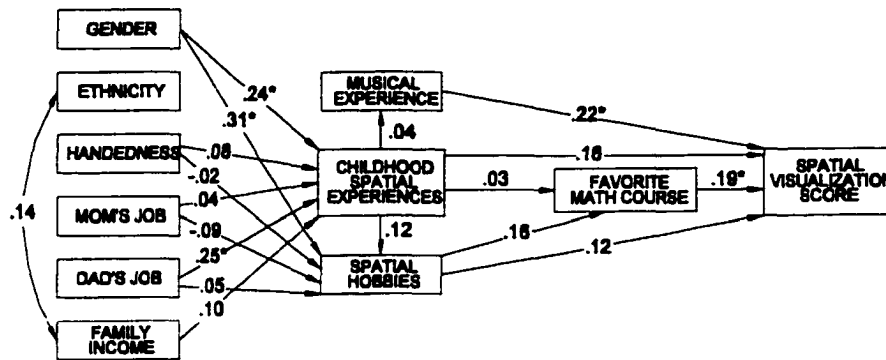 GENDER
ETHNICITY
HANDEDNESS
MOM'S JOB
DAD'S JOB
FAMILY
INCOME
.14
.24*
.31*
.08
-.02
.04
-.09
.25*
.05
.10
MUSICAL
EXPERIENCE
.04
CHILDHOOD
SPATIAL
EXPERIENCES
.12
SPATIAL
HOBBIES
.22*
.16
.03
FAVORITE
MATH COURSE
.19*
.16
.12
SPATIAL
VISUALIZATION
SCORE